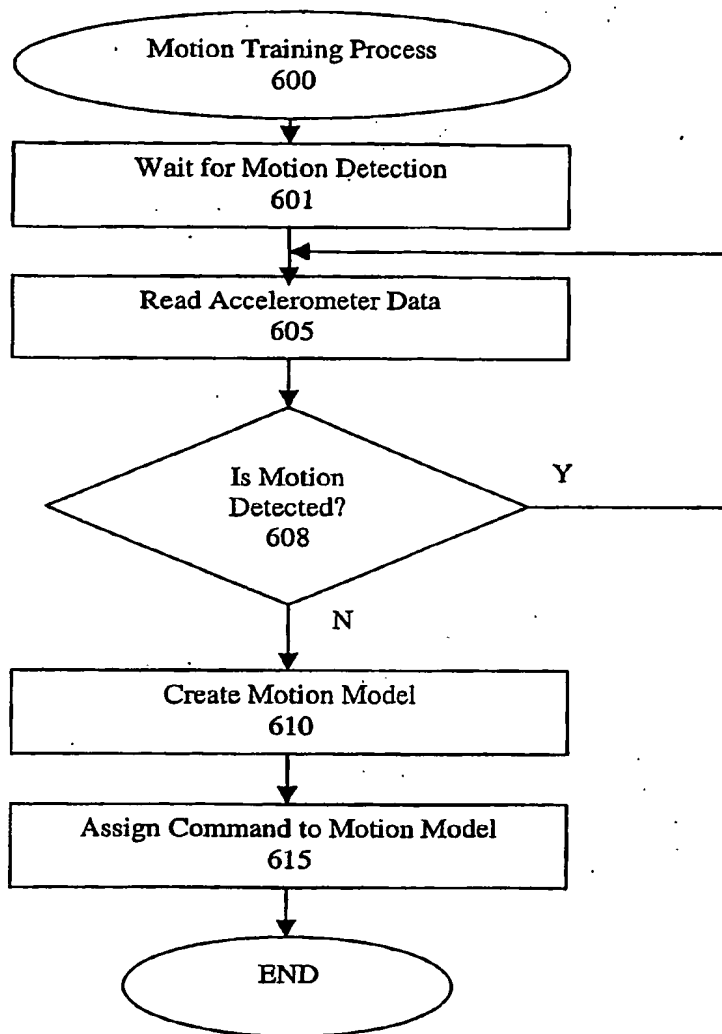 Motion Training Process
600
Wait for Motion Detection
601
Read Accelerometer Data
605
Is Motion
Detected?
608
Y
N
Create Motion Model
610
Assign Command to Motion Model
615
END